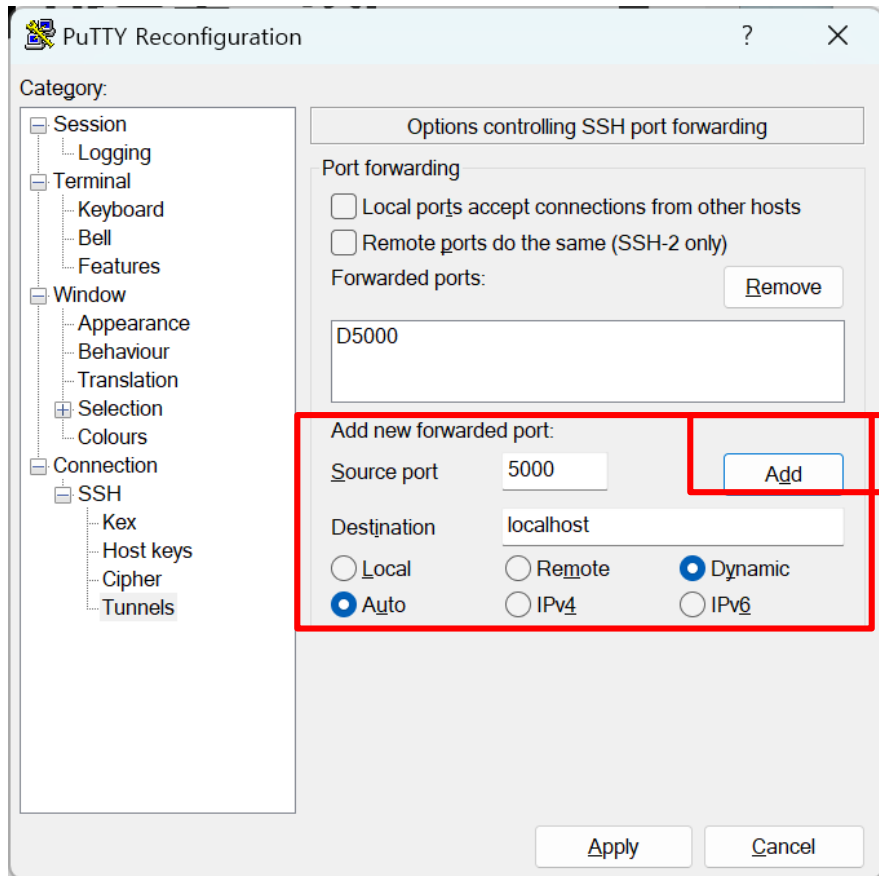 PuTTY Reconfiguration
?
Category:
Session
Logging
Terminal
Keyboard
Bell
Features
Window
Appearance
Behaviour
Translation
Selection
Colours
Connection
SSH
Kex
Host keys
Cipher
Tunnels
Options controlling SSH port forwarding
Port forwarding
Local ports accept connections from other hosts
Remote ports do the same (SSH-2 only)
Forwarded ports:
Remove
D5000
Add new forwarded port:
Source port 5000 Add
Destination localhost
Local Remote Dynamic
Auto IPv4 IPv6
Apply Cancel